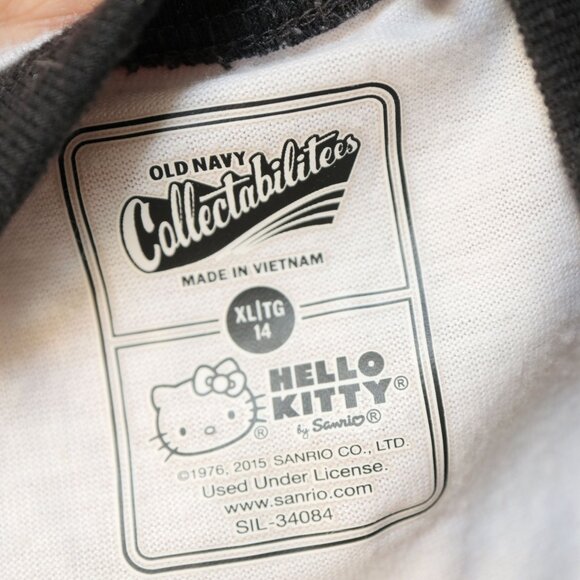 OLD NAVY
Collectabilitees
MADE IN VIETNAM
XL|TG
14
HELLO
KITTY®
®
by Sanrio®
©1976, 2015 SANRIO CO., LTD.
Used Under License.
www.sanrio.com
SIL-34084